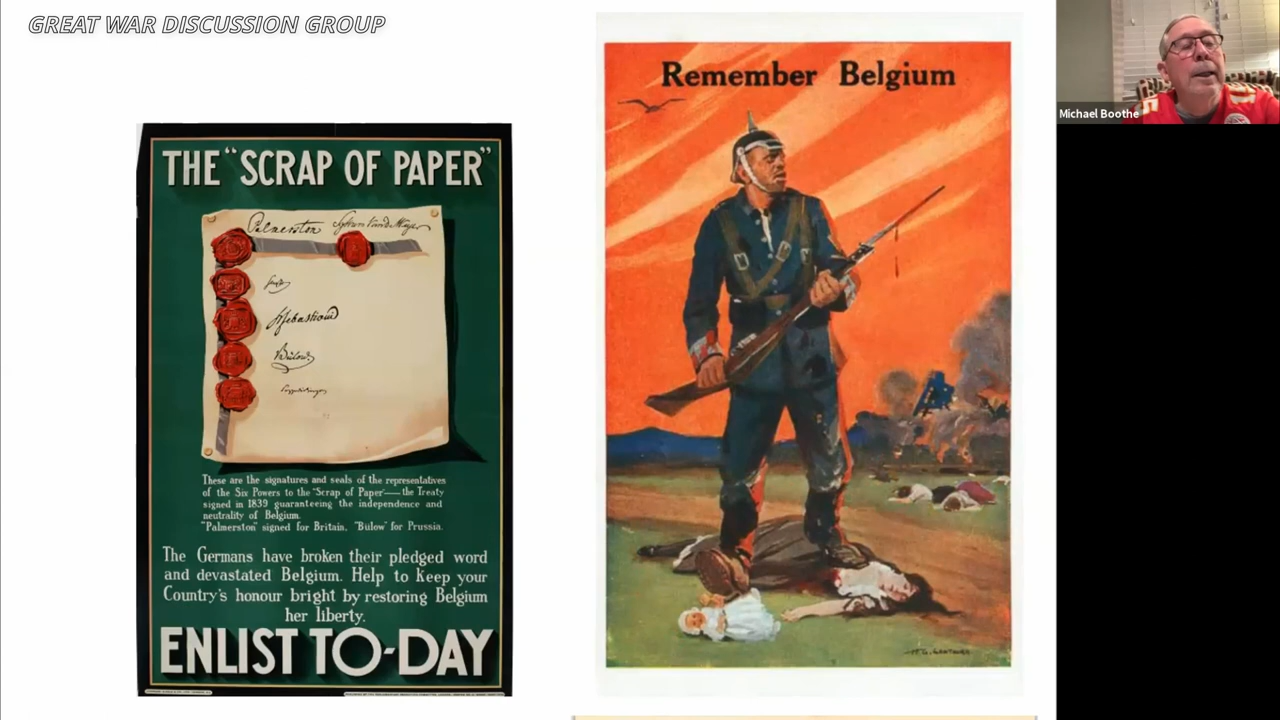 GREAT WAR DISCUSSION GROUP
THE "SCRAP OF PAPER"
Palmerston
Bülow
These are the signatures and seals of the representatives
of the Six Powers to the "Scrap of Paper"—the Treaty
signed in 1839 guaranteeing the independence and
neutrality of Belgium.
"Palmerston" signed for Britain, "Bülow" for Prussia.
The Germans have broken their pledged word
and devastated Belgium. Help to keep your
Country's honour bright by restoring Belgium
her liberty.
ENLIST TO-DAY
Remember Belgium
Michael Boothe